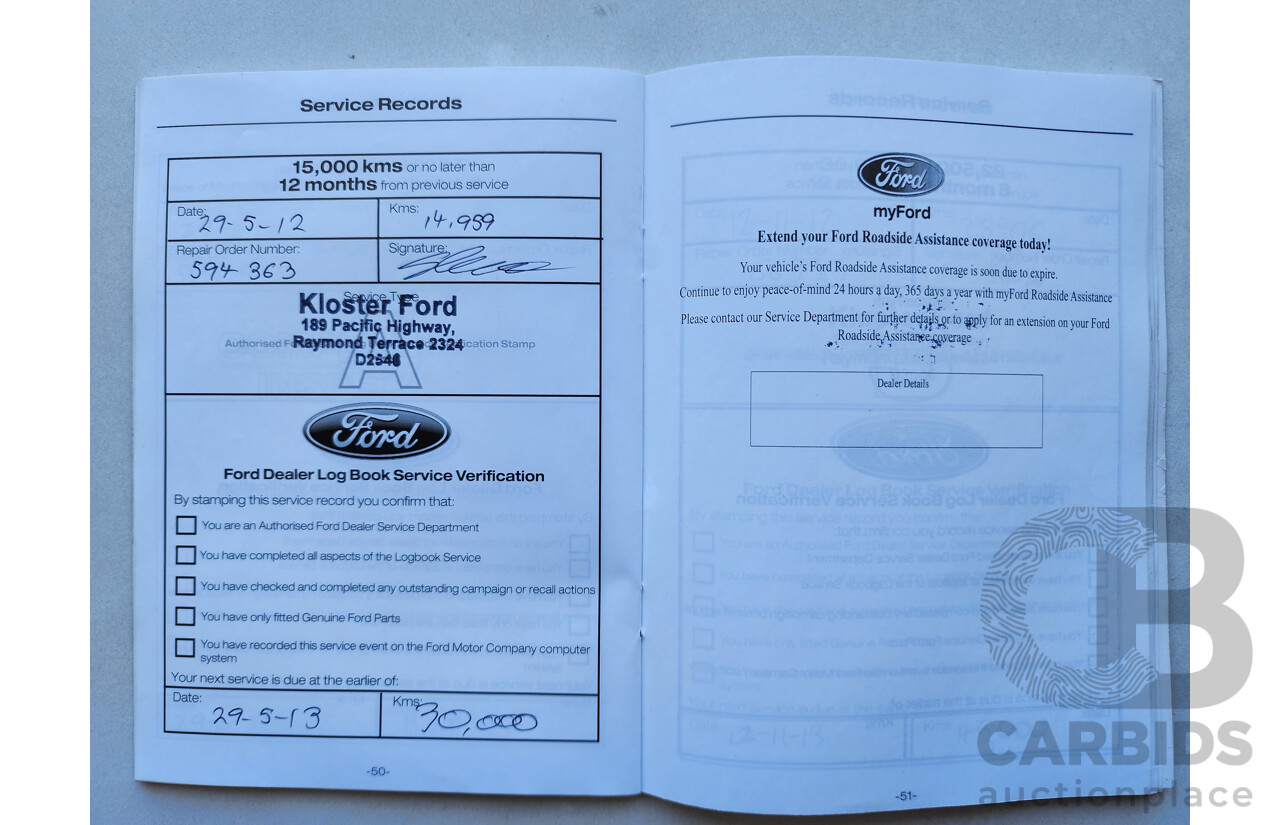 Service Records
15,000 kms or no later than
12 months from previous service
Date: 29-5-12
Kms: 14,959
Repair Order Number: 594 363
Signature:
Service Type
Kloster Ford
189 Pacific Highway,
Raymond Terrace 2324
D2546
A
Ford
Ford Dealer Log Book Service Verification
By stamping this service record you confirm that:
You are an Authorised Ford Dealer Service Department
You have completed all aspects of the Logbook Service
You have checked and completed any outstanding campaign or recall actions
You have only fitted Genuine Ford Parts
You have recorded this service event on the Ford Motor Company computer
system
Your next service is due at the earlier of:
Date: 29-5-13
Kms: 30,000
-50-
Ford
myFord
Extend your Ford Roadside Assistance coverage today!
Your vehicle's Ford Roadside Assistance coverage is soon due to expire.
Continue to enjoy peace-of-mind 24 hours a day, 365 days a year with myFord Roadside Assistance
Please contact our Service Department for further details or to apply for an extension on your Ford
Roadside Assistance coverage
Dealer Details
-51-
CB
CARBIDS
auctionplace